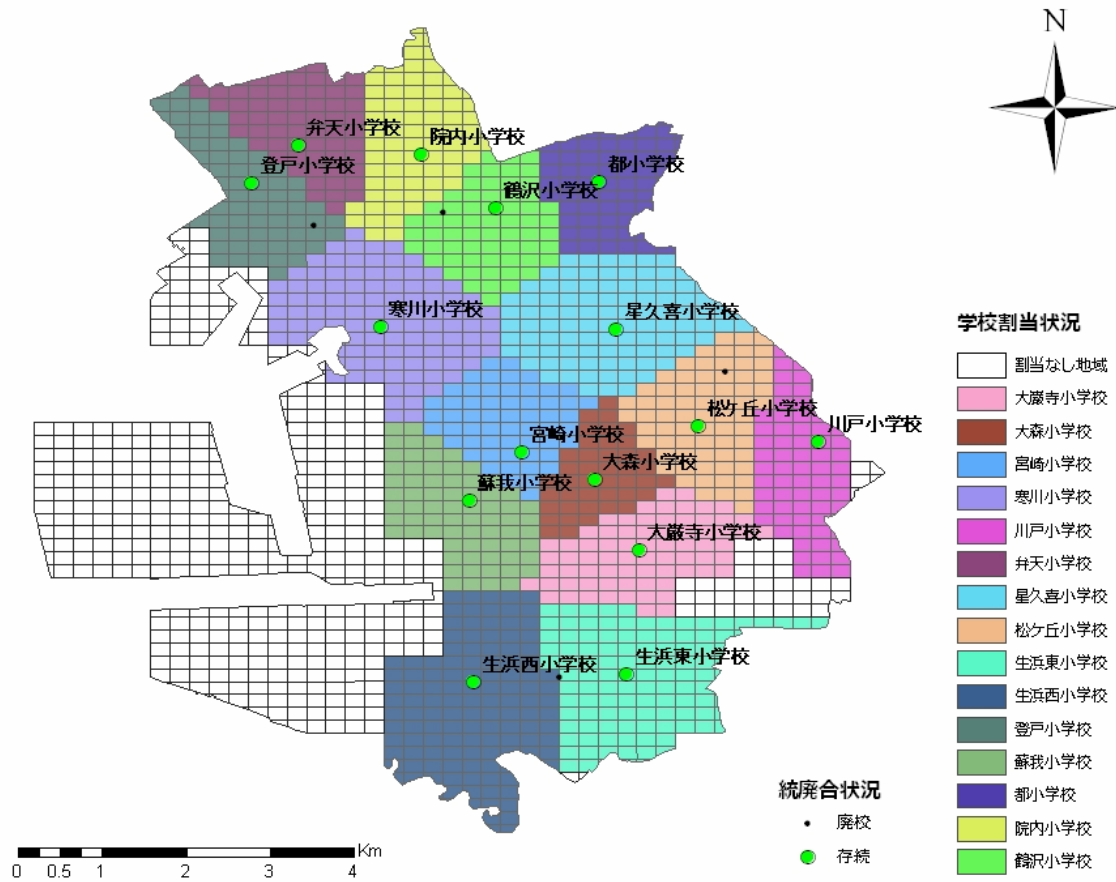 N
弁天小学校
院内小学校
登戸小学校
都小学校
鶴沢小学校
寒川小学校
星久喜小学校
松ケ丘小学校
川戸小学校
宮崎小学校
大森小学校
蘇我小学校
大巌寺小学校
生浜西小学校
生浜東小学校
学校割当状況
割当なし地域
大巌寺小学校
大森小学校
宮崎小学校
寒川小学校
川戸小学校
弁天小学校
星久喜小学校
松ケ丘小学校
生浜東小学校
生浜西小学校
登戸小学校
蘇我小学校
都小学校
院内小学校
鶴沢小学校
統廃合状況
廃校
存続
Km
0 0.5 1 2 3 4